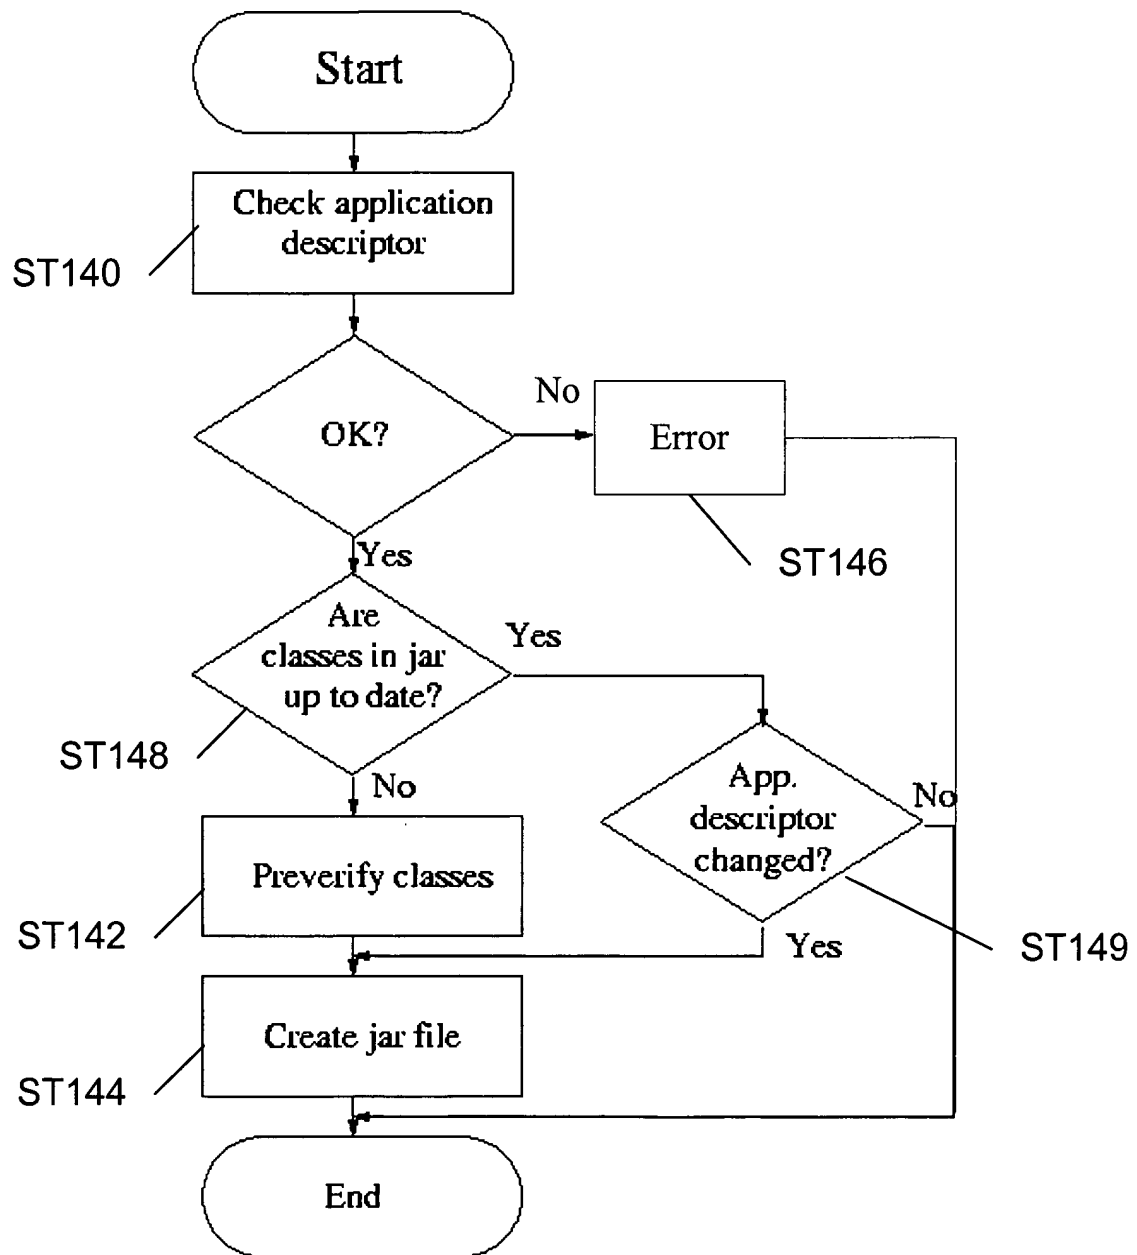 Start
Check application
descriptor
ST140
No
OK?
Error
Yes
ST146
Are
classes in jar
up to date?
Yes
ST148
No
App.
descriptor
changed?
No
Preverify classes
ST142
Yes
ST149
Create jar file
ST144
End